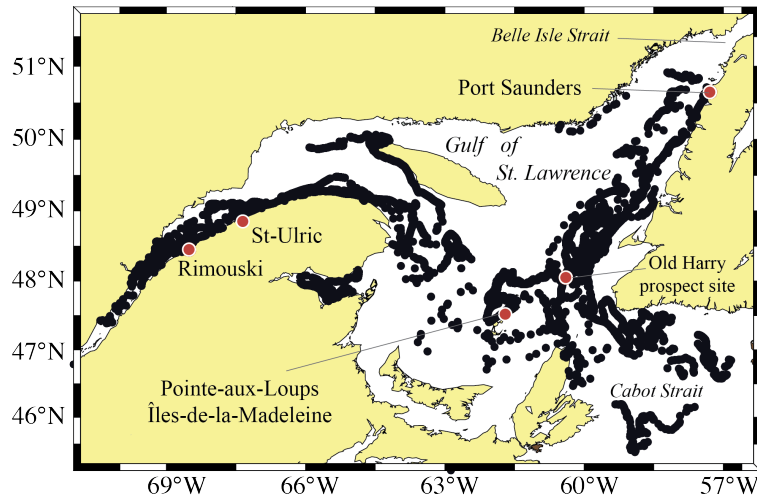 Belle Isle Strait
51°N
Port Saunders
50°N
Gulf of
St. Lawrence
49°N
St-Ulric
Rimouski
Old Harry
prospect site
48°N
47°N
Pointe-aux-Loups
Îles-de-la-Madeleine
Cabot Strait
46°N
69°W
66°W
63°W
60°W
57°W